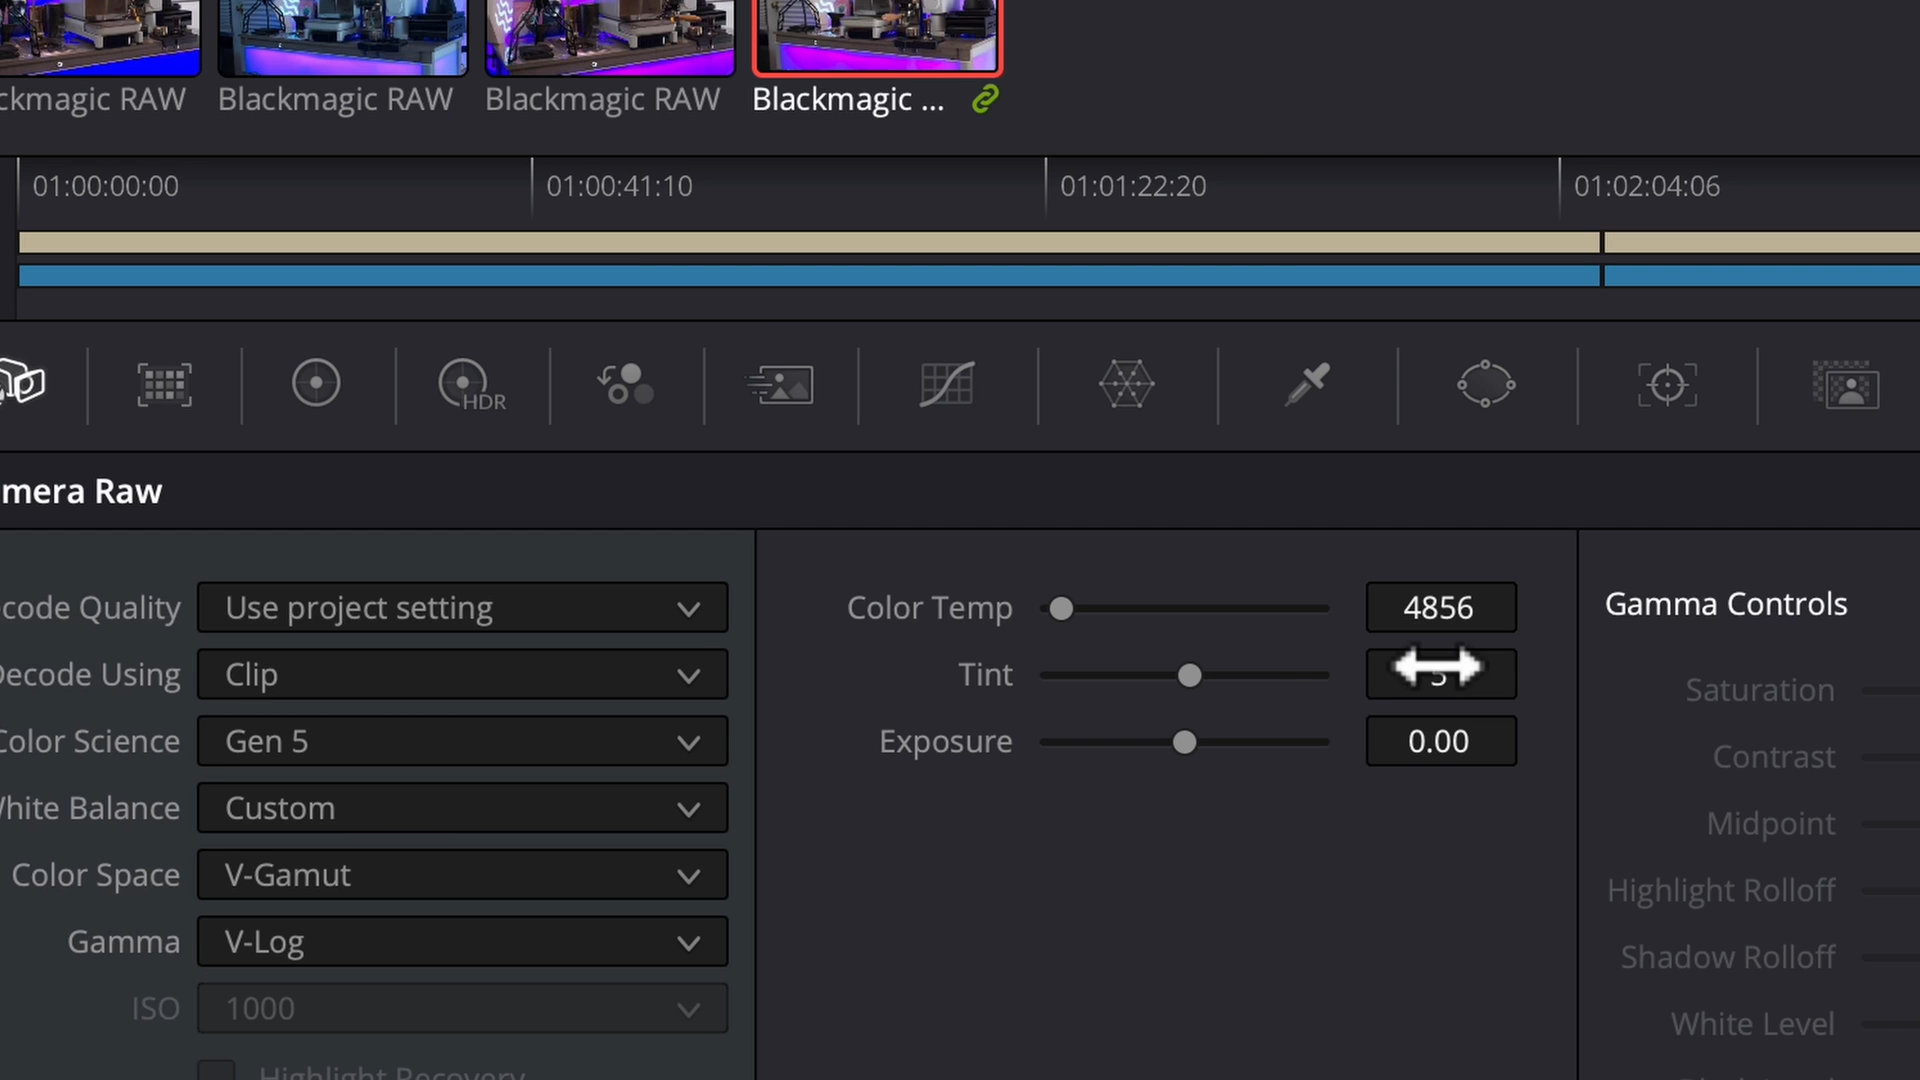 ckmagic RAW
Blackmagic RAW
Blackmagic RAW
Blackmagic ...
01:00:00:00
01:00:41:10
01:01:22:20
01:02:04:06
HDR
mera Raw
code Quality
Use project setting
Decode Using
Clip
Color Science
Gen 5
White Balance
Custom
Color Space
V-Gamut
Gamma
V-Log
ISO
1000
Highlight Recovery
Color Temp
4856
Tint
5
Exposure
0.00
Gamma Controls
Saturation
Contrast
Midpoint
Highlight Rolloff
Shadow Rolloff
White Level